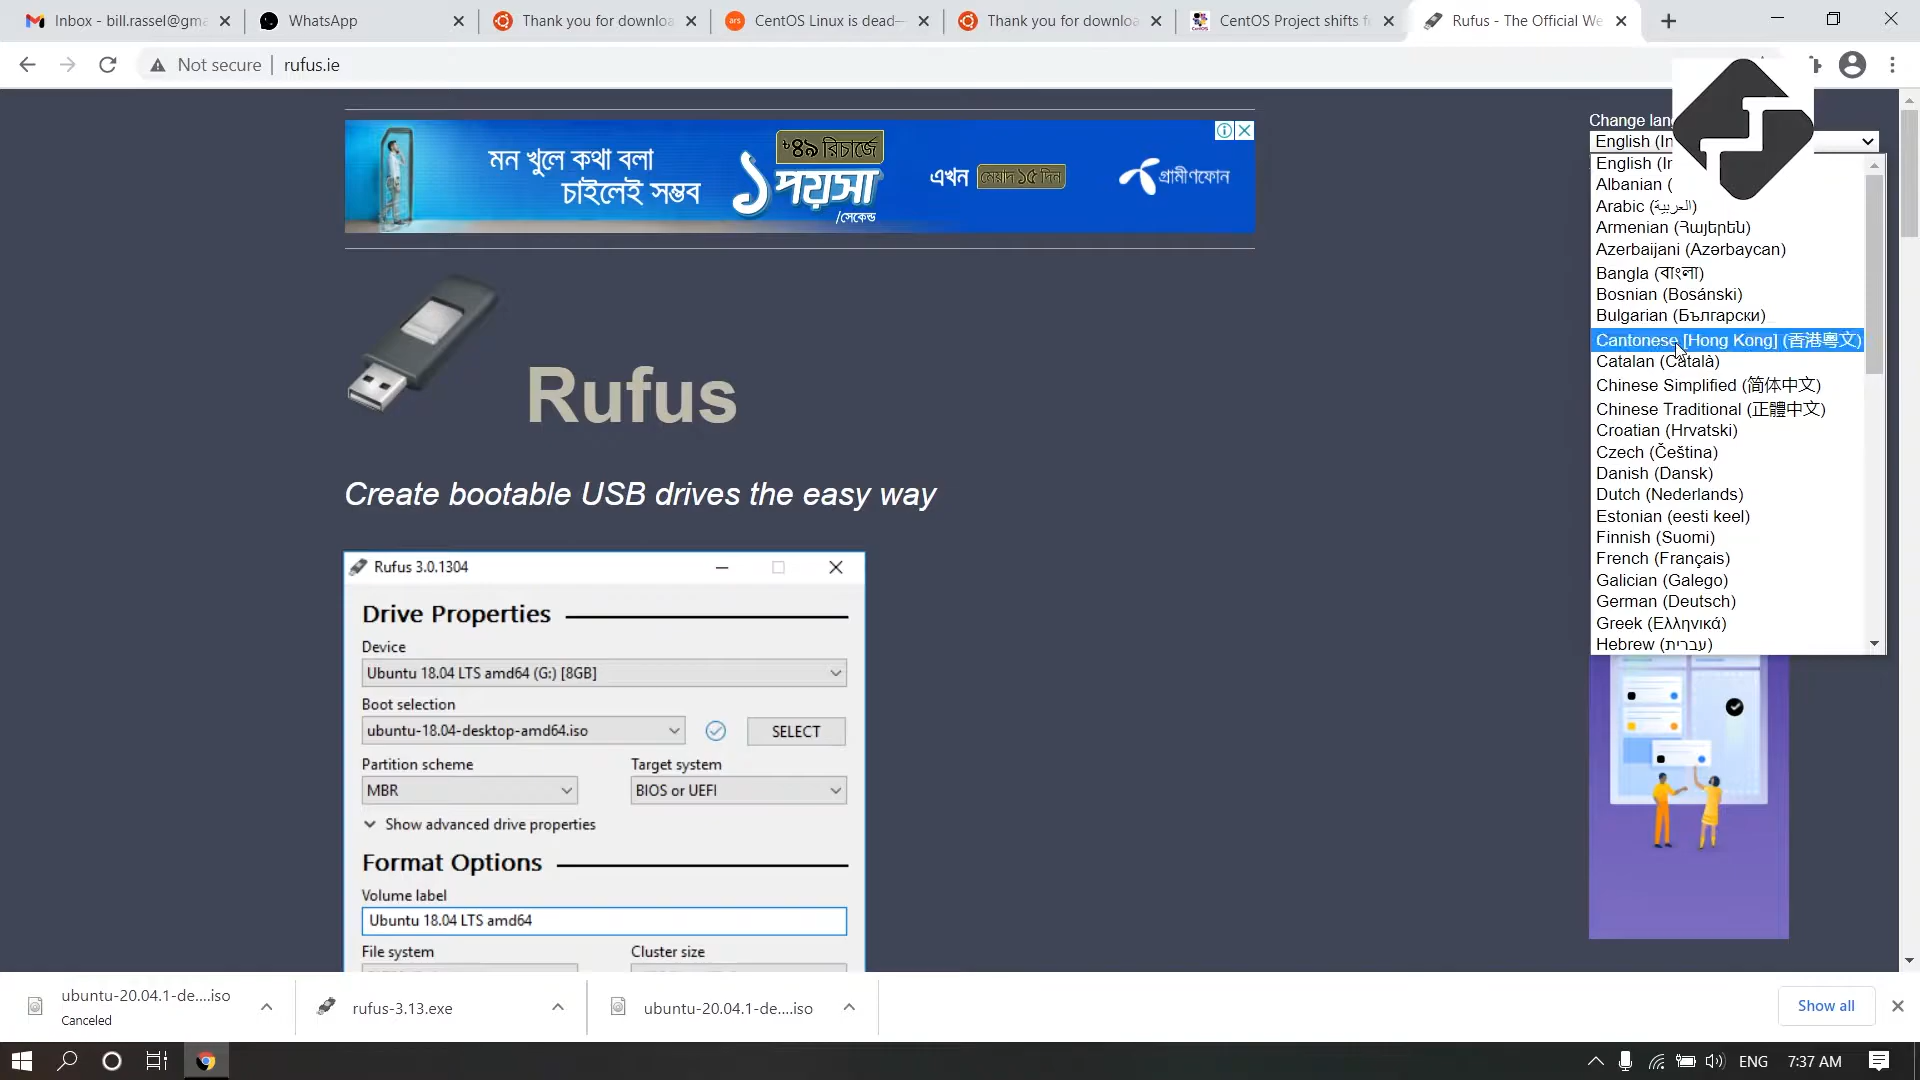 Inbox - bill.rassel@gma
WhatsApp
Thank you for downloa
CentOS Linux is dead—
Thank you for downloa
CentOS Project shifts f
Rufus - The Official We
Not secure
rufus.ie
মন খুলে কথা বলা
চাইলেই সম্ভব
৳৪৯ রিচার্জে
১ পয়সা
/সেকেন্ড
এখন মেয়াদ ১৫ দিন
গ্রামীণফোন
Change lan
English (In
English (In
Albanian (
Arabic (العربية)
Armenian (Հայերեն)
Azerbaijani (Azərbaycan)
Bangla (বাংলা)
Bosnian (Bosánski)
Bulgarian (Български)
Cantonese [Hong Kong] (香港粵文)
Catalan (Català)
Chinese Simplified (简体中文)
Chinese Traditional (正體中文)
Croatian (Hrvatski)
Czech (Čeština)
Danish (Dansk)
Dutch (Nederlands)
Estonian (eesti keel)
Finnish (Suomi)
French (Français)
Galician (Galego)
German (Deutsch)
Greek (Ελληνικά)
Hebrew (עברית)
Rufus
Create bootable USB drives the easy way
Rufus 3.0.1304
Drive Properties
Device
Ubuntu 18.04 LTS amd64 (G:) [8GB]
Boot selection
ubuntu-18.04-desktop-amd64.iso
SELECT
Partition scheme
Target system
MBR
BIOS or UEFI
Show advanced drive properties
Format Options
Volume label
Ubuntu 18.04 LTS amd64
File system
Cluster size
ubuntu-20.04.1-de....iso
Canceled
rufus-3.13.exe
ubuntu-20.04.1-de....iso
Show all
ENG
7:37 AM